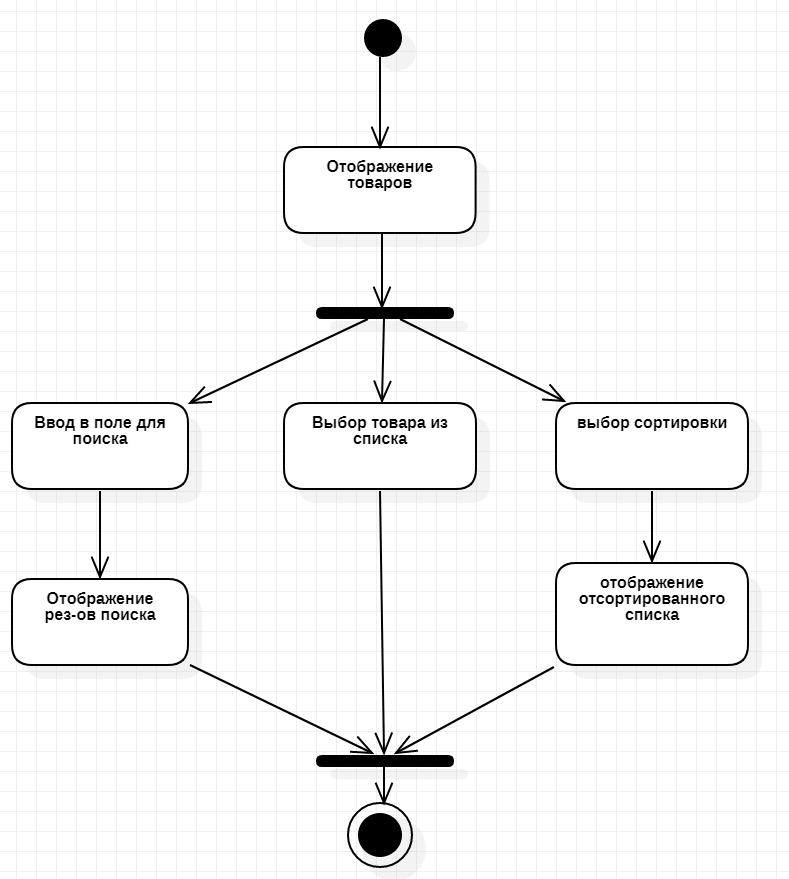 Отображение
товаров
Ввод в поле для
поиска
Выбор товара из
списка
выбор сортировки
Отображение
рез-ов поиска
отображение
отсортированного
списка